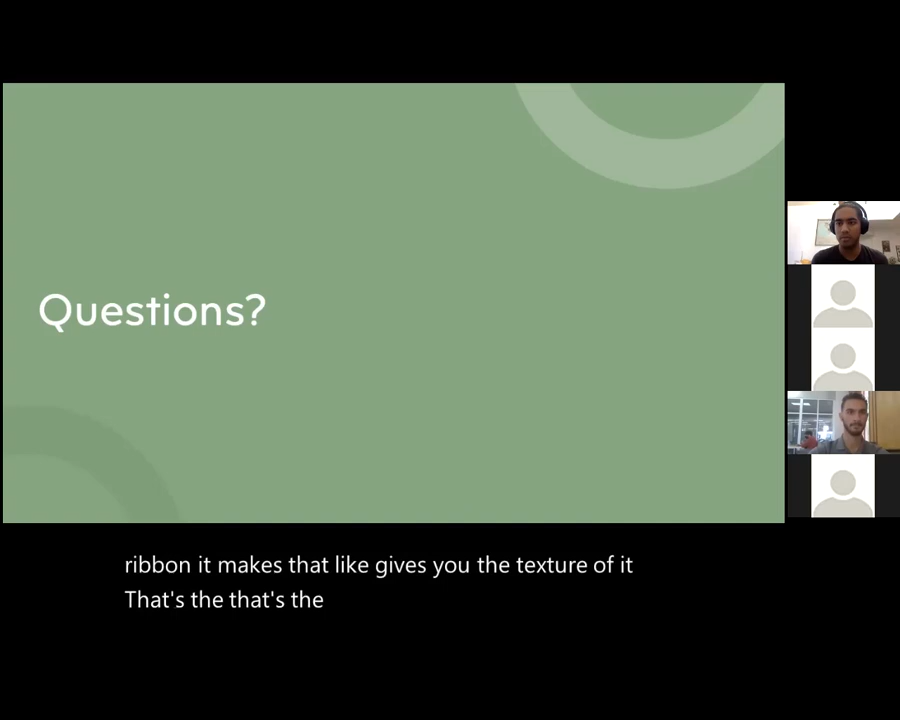 Questions?
ribbon it makes that like gives you the texture of it
That's the that's the